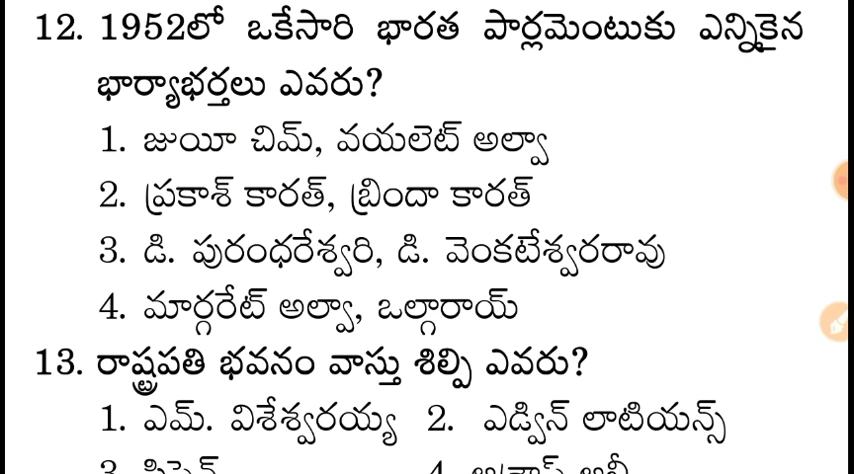 12. 1952లో ఒకేసారి భారత పార్లమెంటుకు ఎన్నికైన
భార్యాభర్తలు ఎవరు?
1. జుయీ చిమ్, వయలెట్ అల్వా
2. ప్రకాశ్ కారత్, బ్రిందా కారత్
3. డి. పురంధరేశ్వరి, డి. వెంకటేశ్వరరావు
4. మార్గరేట్ అల్వా, ఒల్గారాయ్
13. రాష్ట్రపతి భవనం వాస్తు శిల్పి ఎవరు?
1. ఎమ్. విశేశ్వరయ్య 2. ఎడ్విన్ లాటియన్స్